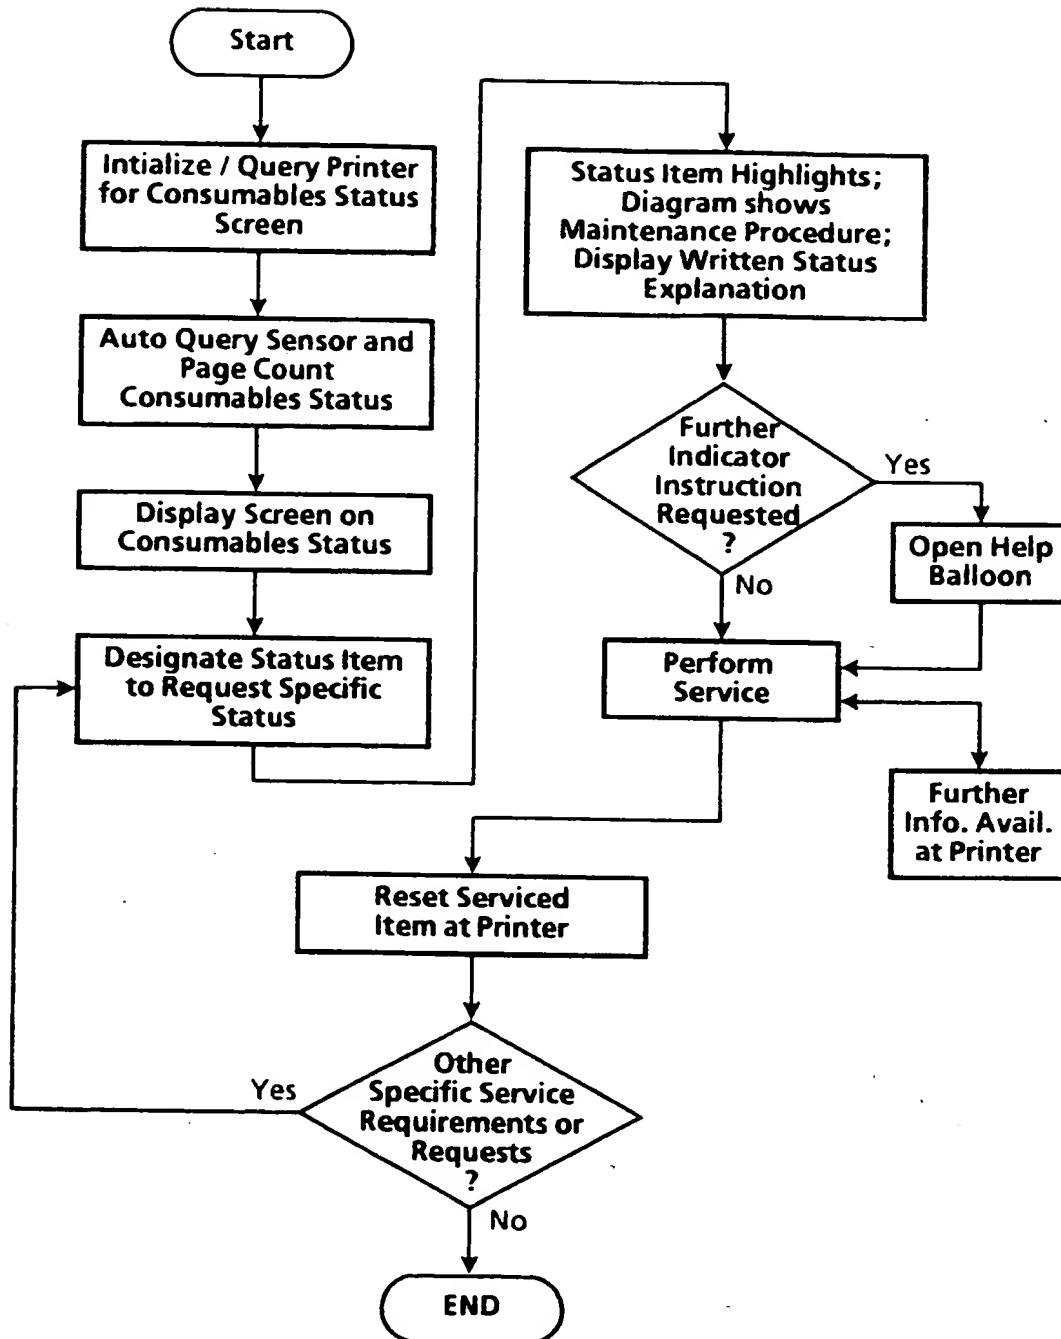 Start
Intialize / Query Printer
for Consumables Status
Screen
Auto Query Sensor and
Page Count
Consumables Status
Display Screen on
Consumables Status
Designate Status Item
to Request Specific
Status
Status Item Highlights;
Diagram shows
Maintenance Procedure;
Display Written Status
Explanation
Further
Indicator
Instruction
Requested
?
Yes
No
Open Help
Balloon
Perform
Service
Further
Info. Avail.
at Printer
Reset Serviced
Item at Printer
Other
Specific Service
Requirements or
Requests
?
Yes
No
END